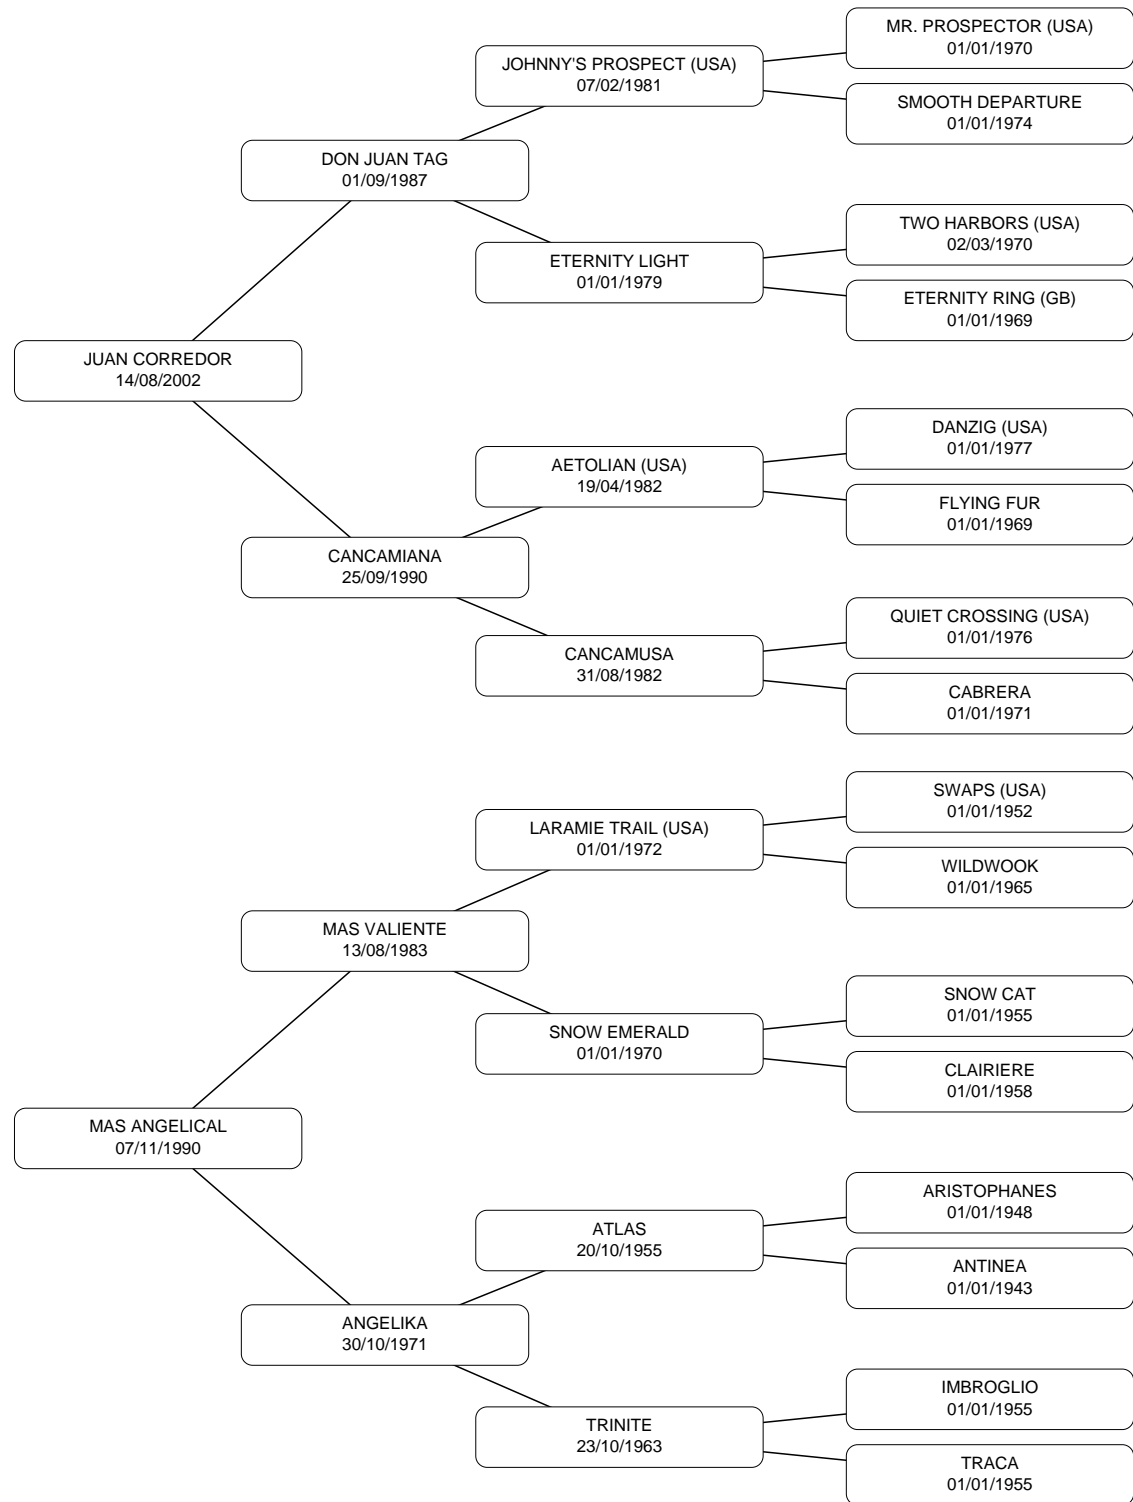 MR. PROSPECTOR (USA)
01/01/1970
JOHNNY'S PROSPECT (USA)
07/02/1981
SMOOTH DEPARTURE
01/01/1974
DON JUAN TAG
01/09/1987
TWO HARBORS (USA)
02/03/1970
ETERNITY LIGHT
01/01/1979
ETERNITY RING (GB)
01/01/1969
JUAN CORREDOR
14/08/2002
DANZIG (USA)
01/01/1977
AETOLIAN (USA)
19/04/1982
FLYING FUR
01/01/1969
CANCAMIANA
25/09/1990
QUIET CROSSING (USA)
01/01/1976
CANCAMUSA
31/08/1982
CABRERA
01/01/1971
SWAPS (USA)
01/01/1952
LARAMIE TRAIL (USA)
01/01/1972
WILDWOOK
01/01/1965
MAS VALIENTE
13/08/1983
SNOW CAT
01/01/1955
SNOW EMERALD
01/01/1970
CLAIRIERE
01/01/1958
MAS ANGELICAL
07/11/1990
ARISTOPHANES
01/01/1948
ATLAS
20/10/1955
ANTINEA
01/01/1943
ANGELIKA
30/10/1971
IMBROGLIO
01/01/1955
TRINITE
23/10/1963
TRACA
01/01/1955